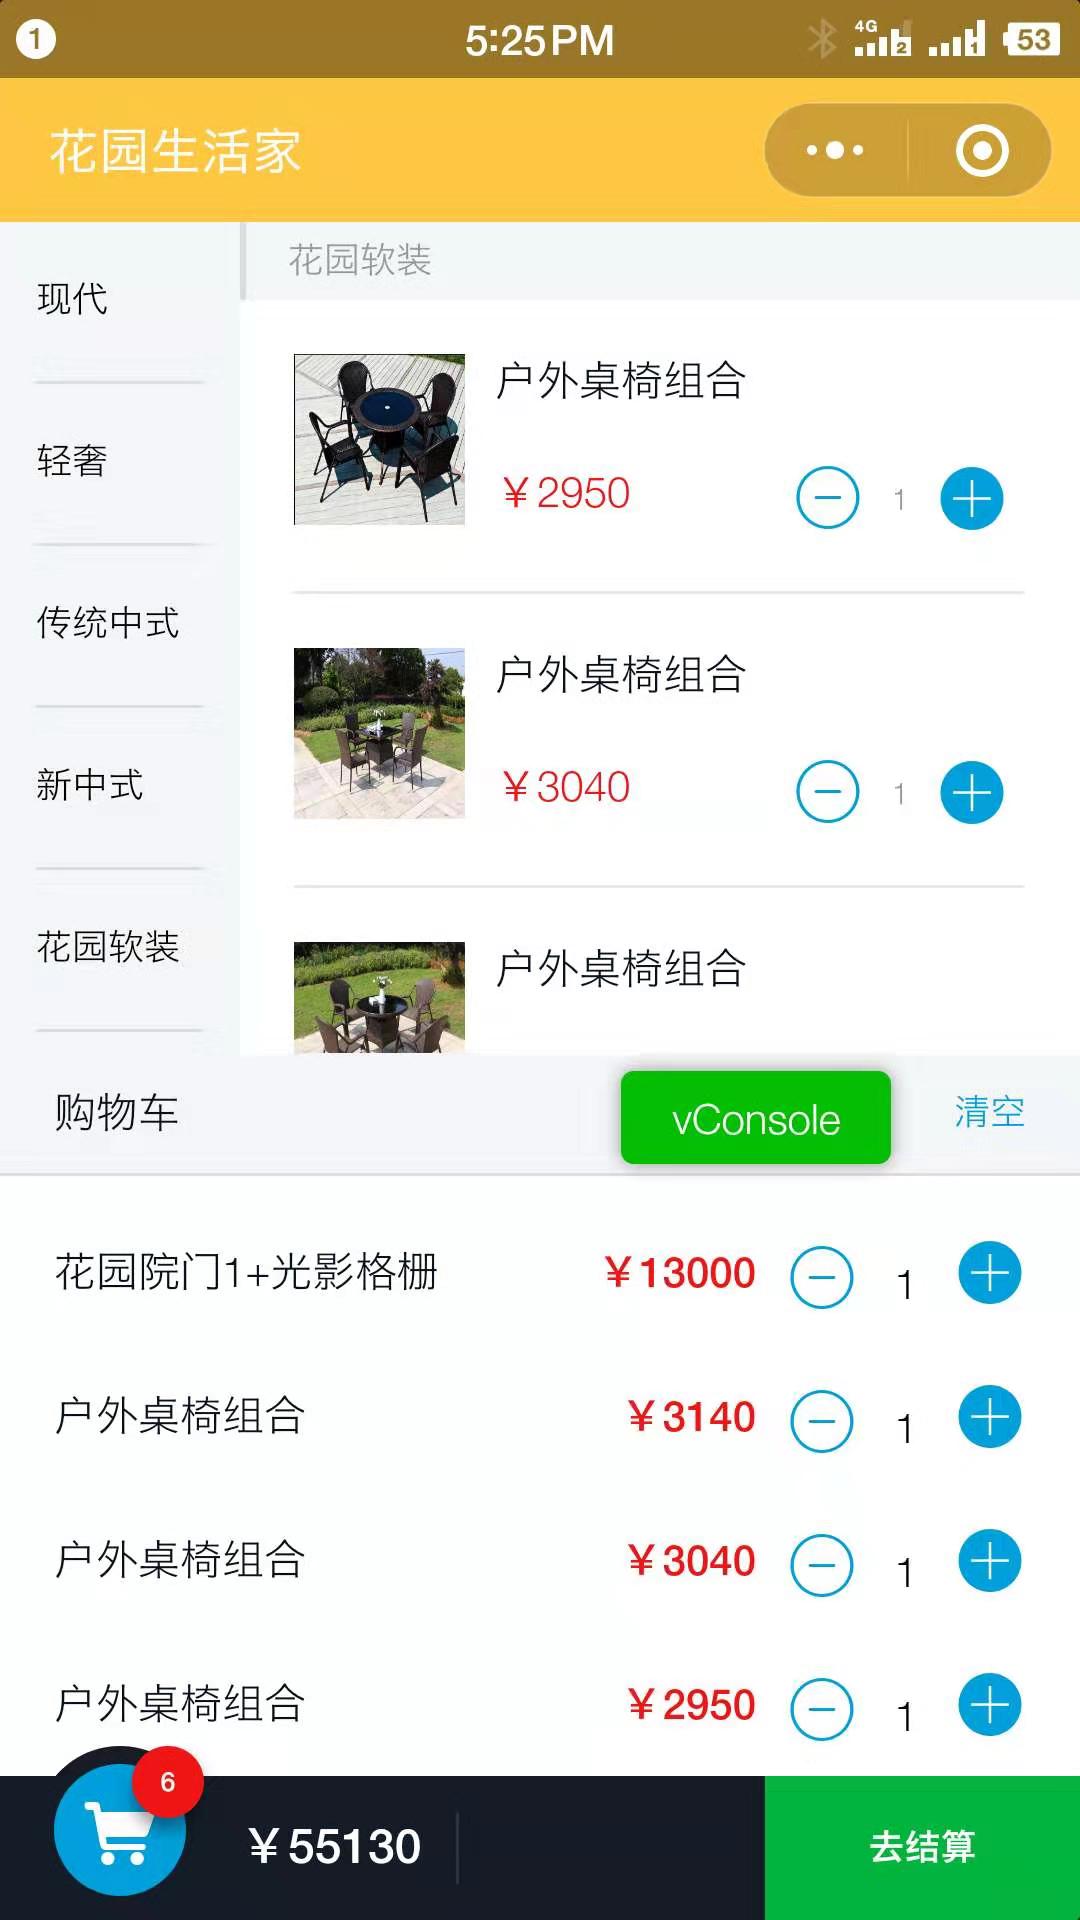 1
5:25 PM
4G
2
1
53
花园生活家
现代
轻奢
传统中式
新中式
花园软装
花园软装
户外桌椅组合
￥2950
1
户外桌椅组合
￥3040
1
户外桌椅组合
购物车
vConsole
清空
花园院门1+光影格栅
￥13000
1
户外桌椅组合
￥3140
1
户外桌椅组合
￥3040
1
户外桌椅组合
￥2950
1
6
￥55130
去结算